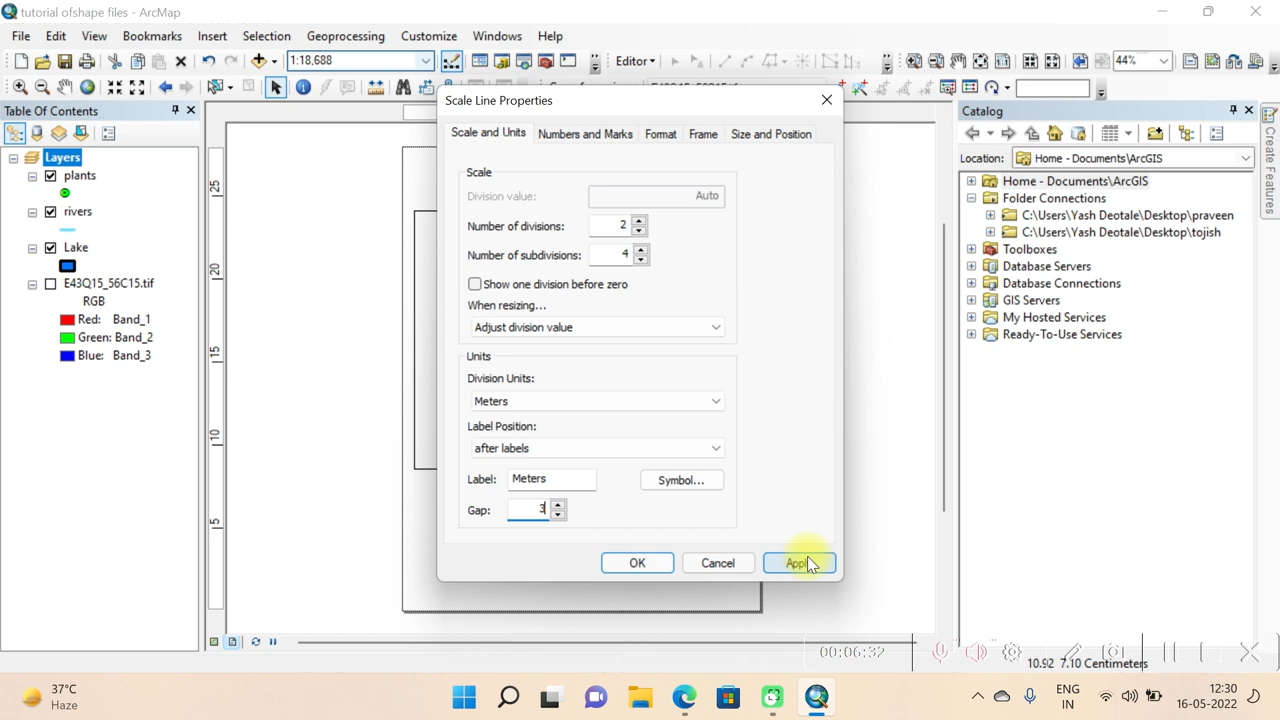 tutorial ofshape files - ArcMap
File Edit View Bookmarks Insert Selection Geoprocessing Customize Windows Help
1:18,688
Editor
44%
Table Of Contents
Layers
plants
rivers
Lake
E43Q15_56C15.tif
RGB
Red: Band_1
Green: Band_2
Blue: Band_3
25
20
15
10
5
Scale Line Properties
Scale and Units Numbers and Marks Format Frame Size and Position
Scale
Division value: Auto
Number of divisions: 2
Number of subdivisions: 4
Show one division before zero
When resizing...
Adjust division value
Units
Division Units:
Meters
Label Position:
after labels
Label: Meters Symbol...
Gap: 3
OK Cancel
Catalog
Location: Home - Documents\ArcGIS
Home - Documents\ArcGIS
Folder Connections
C:\Users\Yash Deotale\Desktop\praveen
C:\Users\Yash Deotale\Desktop\tojish
Toolboxes
Database Servers
Database Connections
GIS Servers
My Hosted Services
Ready-To-Use Services
Create Features
00:06:32
10.92 7.10 Centimeters
37°C
Haze
ENG
IN
12:30
16-05-2022